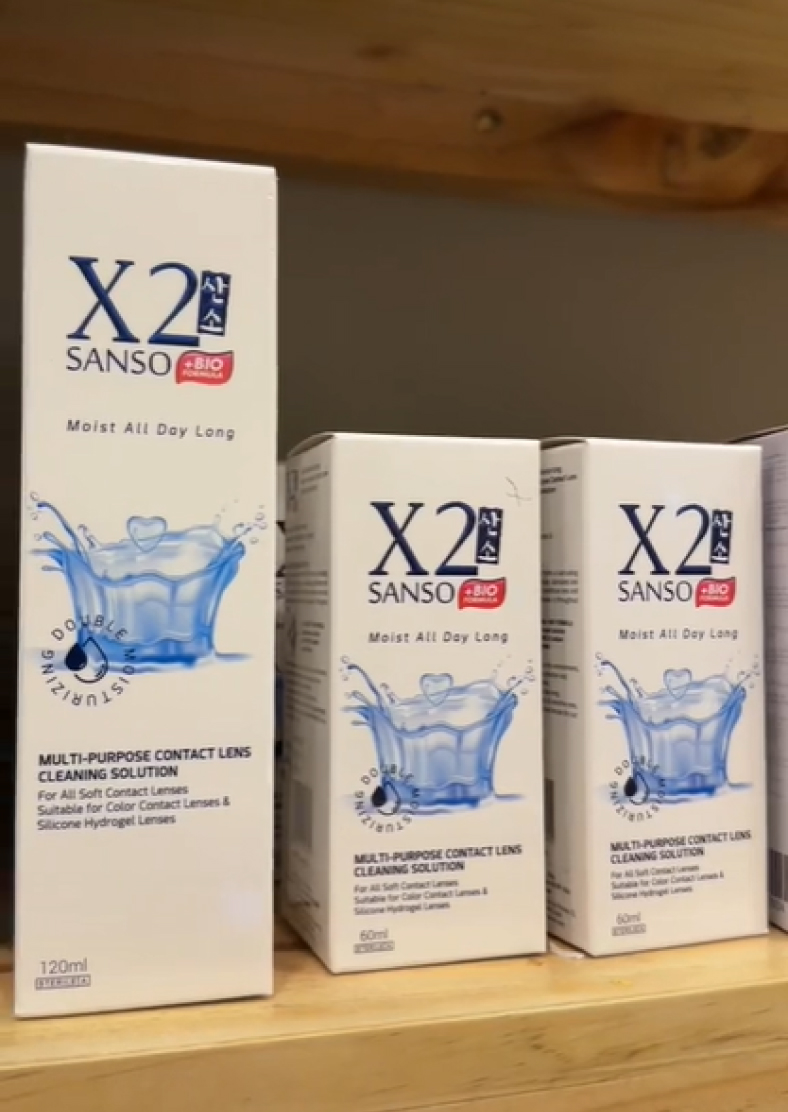 X2 산소
SANSO +BIO FORMULA
Moist All Day Long
DOUBLE MOISTURIZING
MULTI-PURPOSE CONTACT LENS
CLEANING SOLUTION
For All Soft Contact Lenses
Suitable for Color Contact Lenses &
Silicone Hydrogel Lenses
120ml
STERILE A
X2 산소
SANSO +BIO FORMULA
Moist All Day Long
DOUBLE MOISTURIZING
MULTI-PURPOSE CONTACT LENS
CLEANING SOLUTION
For All Soft Contact Lenses
Suitable for Color Contact Lenses &
Silicone Hydrogel Lenses
60ml
X2 산소
SANSO +BIO FORMULA
Moist All Day Long
DOUBLE MOISTURIZING
MULTI-PURPOSE CONTACT LENS
CLEANING SOLUTION
For All Soft Contact Lenses
Suitable for Color Contact Lenses &
Silicone Hydrogel Lenses
60ml